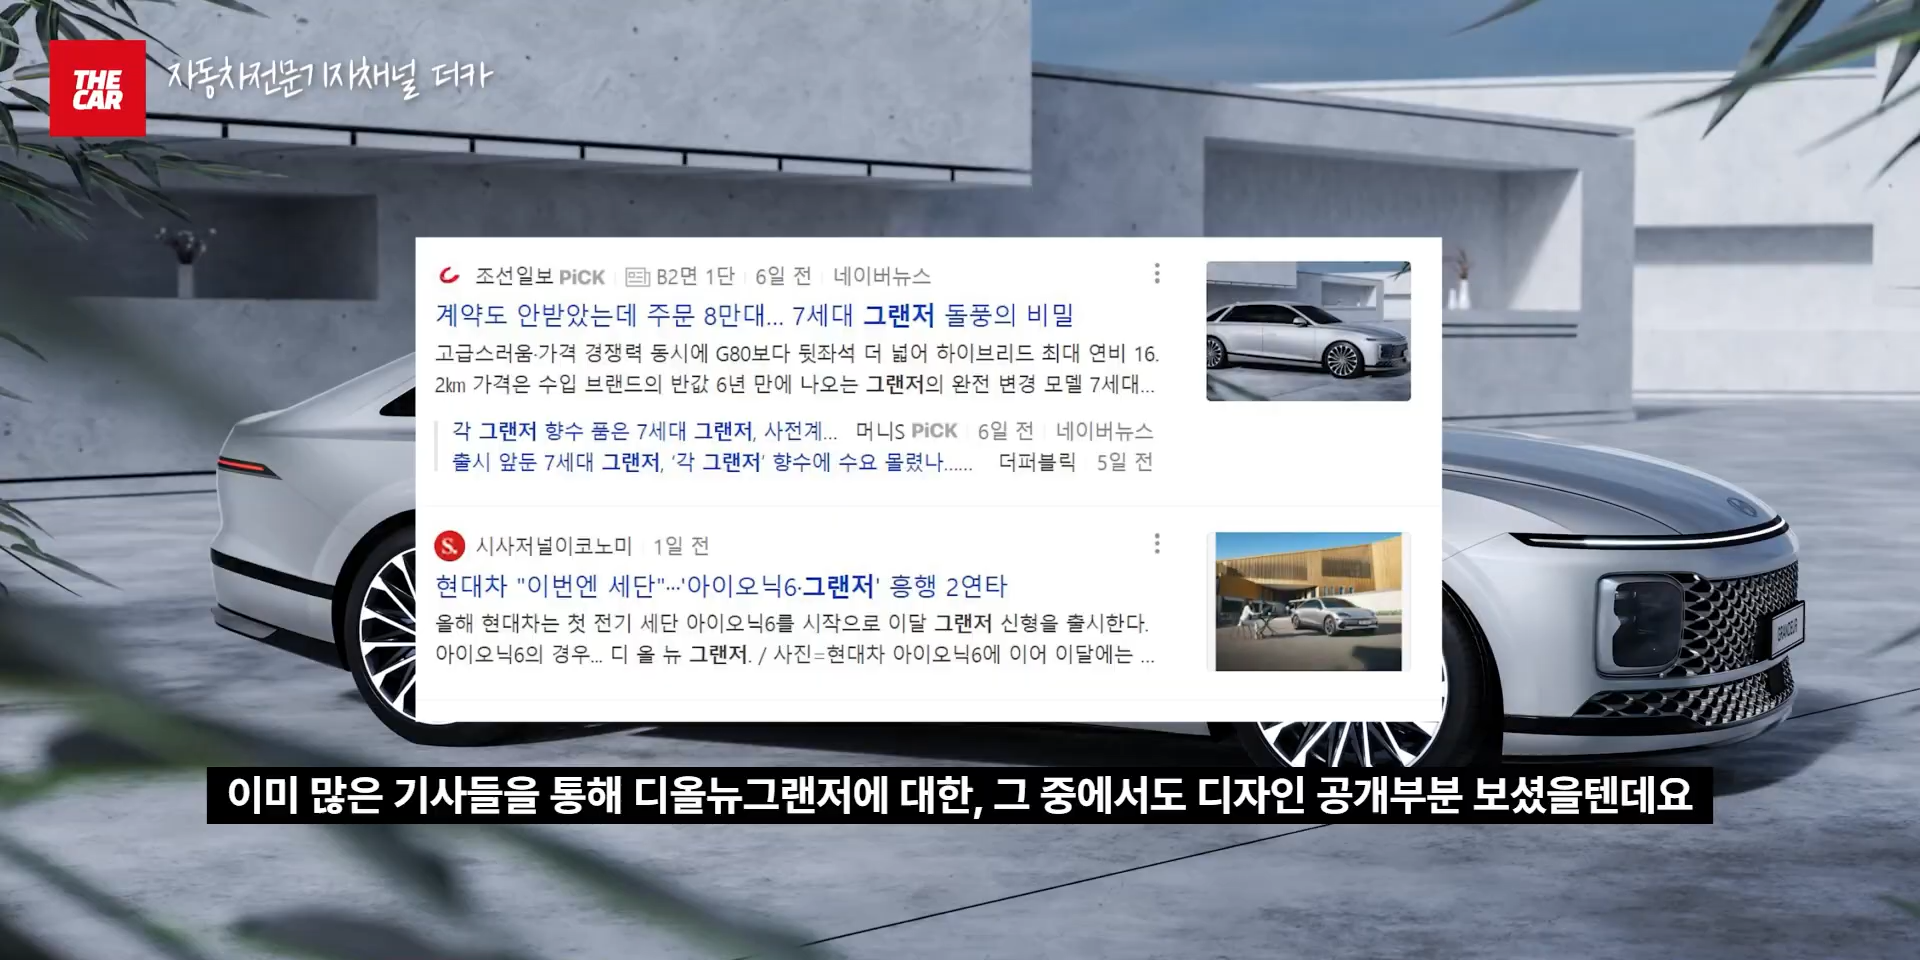 THE
CAR
자동차전문기자채널 더카
조선일보 PiCK B2면 1단 6일 전 네이버뉴스
계약도 안받았는데 주문 8만대... 7세대 그랜저 돌풍의 비밀
고급스러움·가격 경쟁력 동시에 G80보다 뒷좌석 더 넓어 하이브리드 최대 연비 16.
2㎞ 가격은 수입 브랜드의 반값 6년 만에 나오는 그랜저의 완전 변경 모델 7세대...
각 그랜저 향수 품은 7세대 그랜저, 사전계... 머니S PiCK 6일 전 네이버뉴스
출시 앞둔 7세대 그랜저, '각 그랜저' 향수에 수요 몰렸나...... 더퍼블릭 5일 전
S.
시사저널이코노미 1일 전
현대차 "이번엔 세단"···'아이오닉6·그랜저' 흥행 2연타
올해 현대차는 첫 전기 세단 아이오닉6를 시작으로 이달 그랜저 신형을 출시한다.
아이오닉6의 경우... 디 올 뉴 그랜저. / 사진=현대차 아이오닉6에 이어 이달에는 ...
GRANDEUR
이미 많은 기사들을 통해 디올뉴그랜저에 대한, 그 중에서도 디자인 공개부분 보셨을텐데요